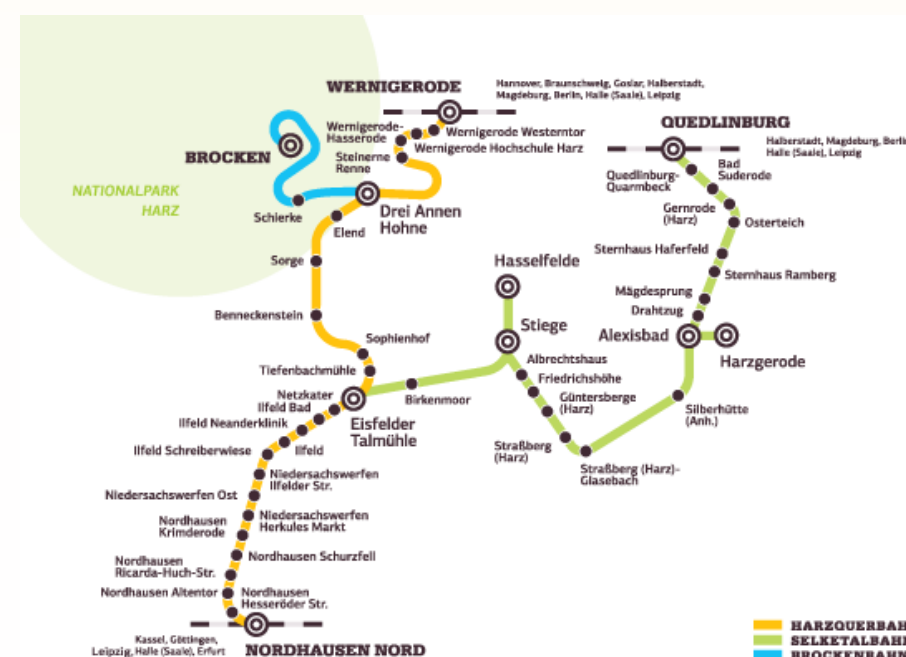 WERNIGERODE
Hannover, Braunschweig, Goslar, Halberstadt,
Magdeburg, Berlin, Halle (Saale), Leipzig
QUEDLINBURG
Halberstadt, Magdeburg, Berlin
Halle (Saale), Leipzig
Wernigerode-
Hasserode
Wernigerode Westerntor
Wernigerode Hochschule Harz
Steinerne
Renne
BROCKEN
NATIONALPARK
HARZ
Schierke
Drei Annen
Hohne
Elend
Sorge
Benneckenstein
Sophienhof
Tiefenbachmühle
Netzkater
Ilfeld Bad
Ilfeld Neanderklinik
Ilfeld Schreiberwiese
Ilfeld
Eisfelder
Talmühle
Birkenmoor
Hasselfelde
Stiege
Albrechtshaus
Friedrichshöhe
Güntersberge
(Harz)
Straßberg
(Harz)
Straßberg (Harz)-
Glasebach
Silberhütte
(Anh.)
Alexisbad
Harzgerode
Drahtzug
Mägdesprung
Sternhaus Ramberg
Sternhaus Haferfeld
Osterteich
Gernrode
(Harz)
Bad
Suderode
Quedlinburg-
Quarmbeck
Niedersachswerfen
Ilfelder Str.
Niedersachswerfen Ost
Niedersachswerfen
Herkules Markt
Nordhausen
Krimderode
Nordhausen Schurzfell
Nordhausen
Ricarda-Huch-Str.
Nordhausen Altentor
Nordhausen
Hesseröder Str.
Kassel, Göttingen,
Leipzig, Halle (Saale), Erfurt
NORDHAUSEN NORD
HARZQUERBAH
SELKETALBAHN
BROCKENBAHN